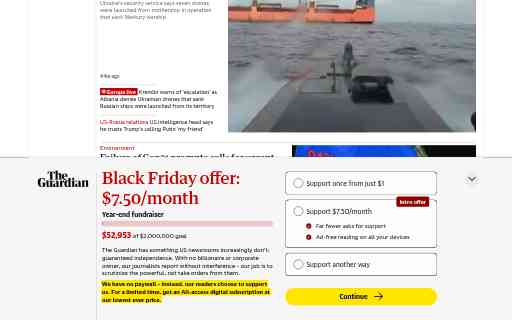 Ukraine's security service says seven drones
were launched from mothership in operation
that sank Mercury tanker
44m ago
Europe live Kremlin warns of 'escalation' as
Albania denies Ukrainian drones that sank
Russian ships were launched from its territory
US-Russia relations US intelligence head says
he trusts Trump's calling Putin 'my friend'
Environment
The
Guardian
Black Friday offer:
$7.50/month
Year-end fundraiser
$52,953 of $2,000,000 goal
The Guardian has something US newsrooms increasingly don't:
guaranteed independence. With no billionaire or corporate
owner, our journalists report without interference – our job is to
scrutinise the powerful, not take orders from them.
We have no paywall – instead, our readers choose to support
us. For a limited time, get an All-access digital subscription at
our lowest ever price.
Support once from just $1
Intro offer
Support $7.50/month
Far fewer asks for support
Ad-free reading on all your devices
Support another way
Continue →